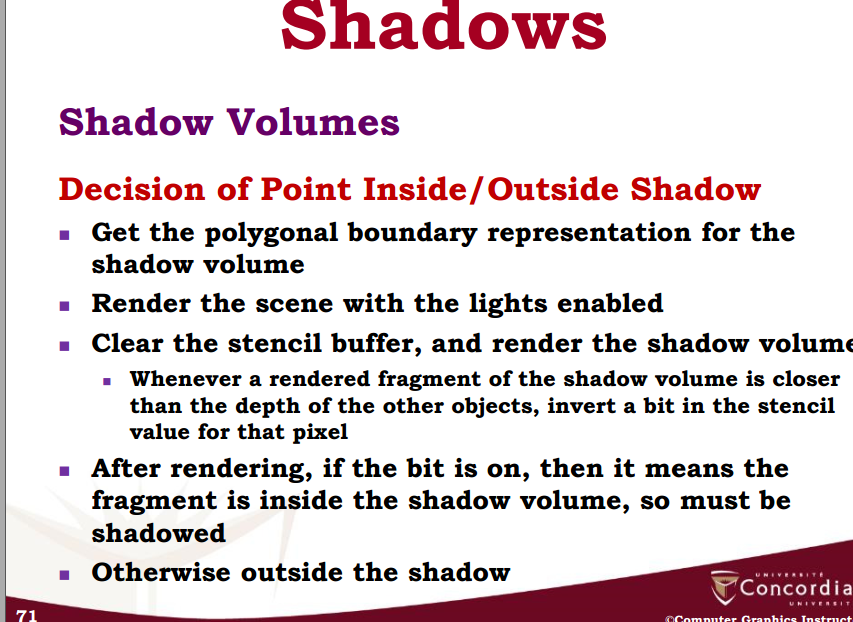 Shadows
Shadow Volumes
Decision of Point Inside/Outside Shadow
Get the polygonal boundary representation for the
shadow volume
Render the scene with the lights enabled
Clear the stencil buffer, and render the shadow volume
Whenever a rendered fragment of the shadow volume is closer
than the depth of the other objects, invert a bit in the stencil
value for that pixel
After rendering, if the bit is on, then it means the
fragment is inside the shadow volume, so must be
shadowed
Otherwise outside the shadow
UNIVERSITÉ
Concordia
UNIVERSIT
71
©Computer Graphics Instruct